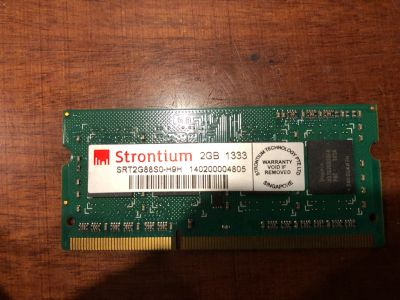 Strontium 2GB 1333
SRT2G88S0-H9H 140200004805
STRONTIUM TECHNOLOGY PTE LTD
WARRANTY
VOID IF
REMOVED
SINGAPORE